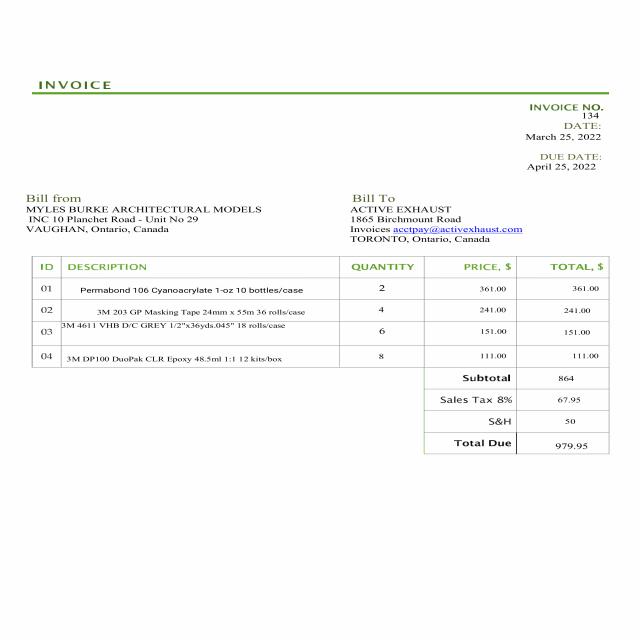 INVOICE
INVOICE NO.
134
DATE:
March 25, 2022
DUE DATE:
April 25, 2022
Bill from
MYLES BURKE ARCHITECTURAL MODELS
INC 10 Planchet Road - Unit No 29
VAUGHAN, Ontario, Canada
Bill To
ACTIVE EXHAUST
1865 Birchmount Road
Invoices acctpay@activexhaust.com
TORONTO, Ontario, Canada
ID DESCRIPTION QUANTITY PRICE, $ TOTAL, $
01 Permabond 106 Cyanoacrylate 1-oz 10 bottles/case 2 361.00 361.00
02 3M 203 GP Masking Tape 24mm x 55m 36 rolls/case 4 241.00 241.00
03 3M 4611 VHB D/C GREY 1/2"x36yds.045" 18 rolls/case 6 151.00 151.00
04 3M DP100 DuoPak CLR Epoxy 48.5ml 1:1 12 kits/box 8 111.00 111.00
Subtotal 864
Sales Tax 8% 67.95
S&H 50
Total Due 979.95